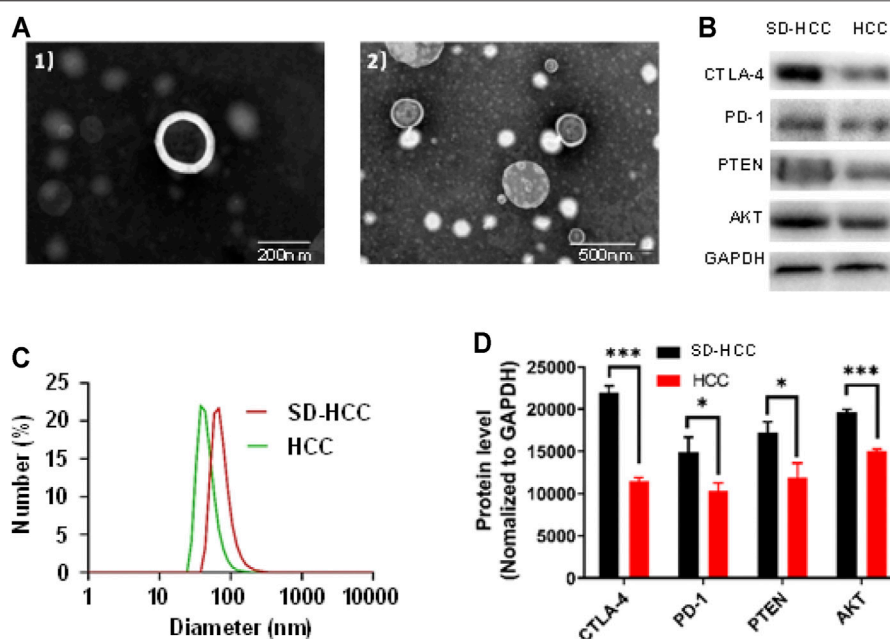 A
1)
200nm
2)
500nm
B
SD-HCC HCC
CTLA-4
PD-1
PTEN
AKT
GAPDH
C
25
20
15
10
5
0
Number (%)
SD-HCC
HCC
1 10 100 1000 10000
Diameter (nm)
D
SD-HCC
HCC
25000
20000
15000
10000
5000
0
Protein level
(Nomalized to GAPDH)
***
*
*
***
CTLA-4
PD-1
PTEN
AKT